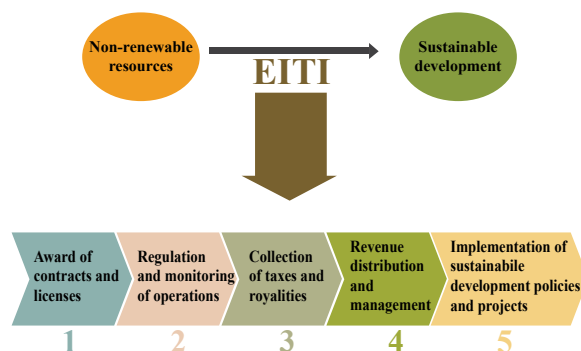 Non-renewable
resources
EITI
Sustainable
development
Award of
contracts and
licenses
Regulation
and monitoring
of operations
Collection
of taxes and
royalities
Revenue
distribution
and
management
Implementation of
sustainabile
development policies
and projects
1
2
3
4
5